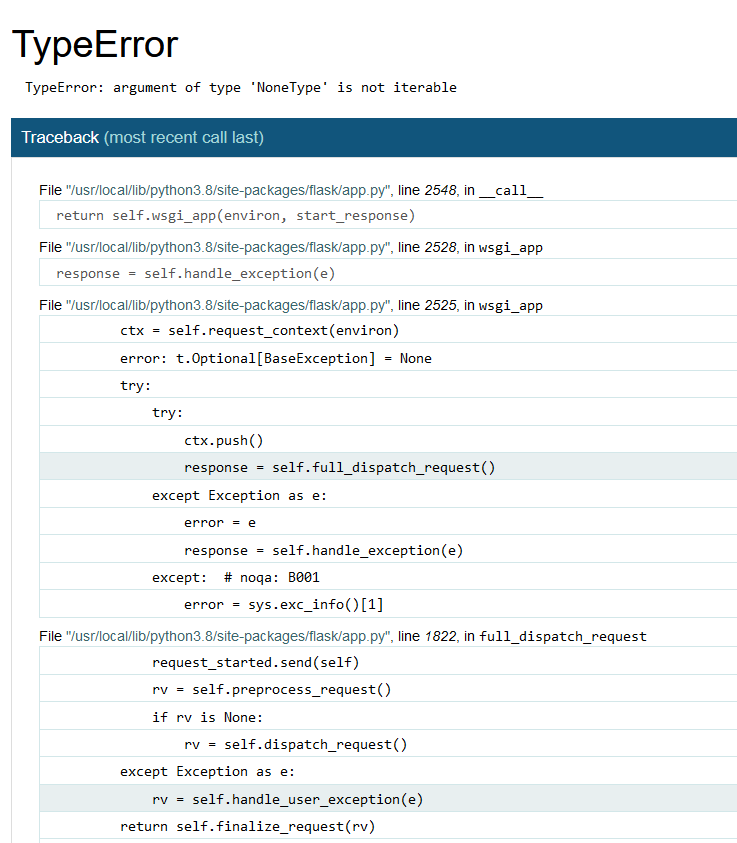 TypeError
TypeError: argument of type 'NoneType' is not iterable
Traceback (most recent call last)
File "/usr/local/lib/python3.8/site-packages/flask/app.py", line 2548, in __call__
return self.wsgi_app(environ, start_response)
File "/usr/local/lib/python3.8/site-packages/flask/app.py", line 2528, in wsgi_app
response = self.handle_exception(e)
File "/usr/local/lib/python3.8/site-packages/flask/app.py", line 2525, in wsgi_app
ctx = self.request_context(environ)
error: t.Optional[BaseException] = None
try:
try:
ctx.push()
response = self.full_dispatch_request()
except Exception as e:
error = e
response = self.handle_exception(e)
except:  # noqa: B001
error = sys.exc_info()[1]
File "/usr/local/lib/python3.8/site-packages/flask/app.py", line 1822, in full_dispatch_request
request_started.send(self)
rv = self.preprocess_request()
if rv is None:
rv = self.dispatch_request()
except Exception as e:
rv = self.handle_user_exception(e)
return self.finalize_request(rv)